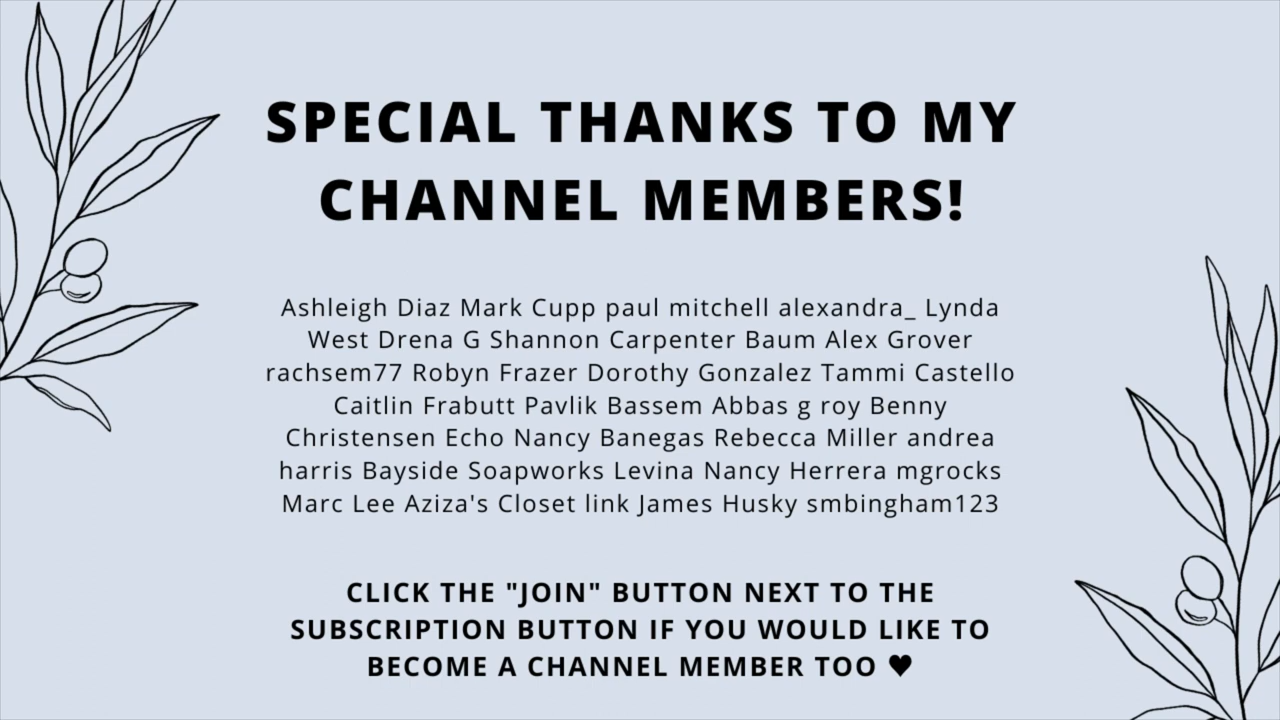 SPECIAL THANKS TO MY
CHANNEL MEMBERS!
Ashleigh Diaz Mark Cupp paul mitchell alexandra_ Lynda
West Drena G Shannon Carpenter Baum Alex Grover
rachsem77 Robyn Frazer Dorothy Gonzalez Tammi Castello
Caitlin Frabutt Pavlik Bassem Abbas g roy Benny
Christensen Echo Nancy Banegas Rebecca Miller andrea
harris Bayside Soapworks Levina Nancy Herrera mgrocks
Marc Lee Aziza's Closet link James Husky smbingham123
CLICK THE "JOIN" BUTTON NEXT TO THE
SUBSCRIPTION BUTTON IF YOU WOULD LIKE TO
BECOME A CHANNEL MEMBER TOO ♥